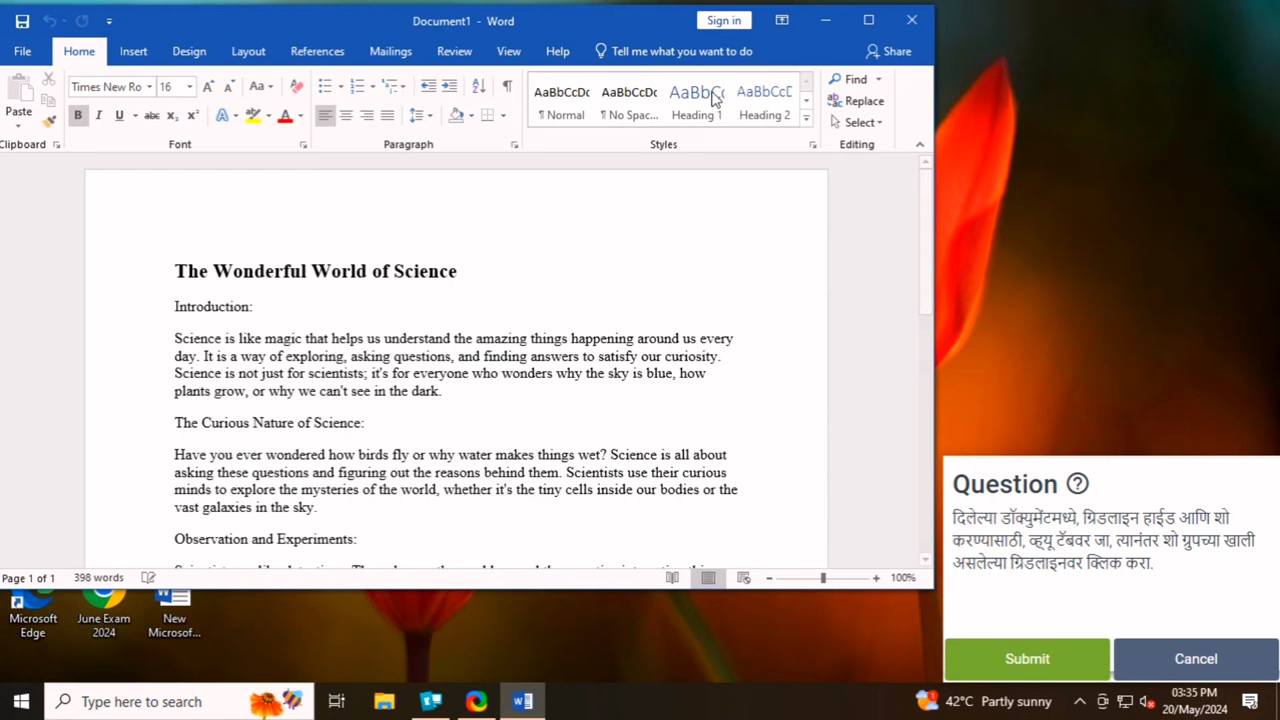 Document1 - Word
Sign in
File Home Insert Design Layout References Mailings Review View Help Tell me what you want to do Share
Times New Ro 16 Aa
Paste B I U abc X₂ X² A A
AaBbCcDc AaBbCcDc AaBbCc AaBbCcD
¶ Normal ¶ No Spac... Heading 1 Heading 2
Find
Replace
Select
Clipboard Font Paragraph Styles Editing
The Wonderful World of Science
Introduction:
Science is like magic that helps us understand the amazing things happening around us every
day. It is a way of exploring, asking questions, and finding answers to satisfy our curiosity.
Science is not just for scientists; it's for everyone who wonders why the sky is blue, how
plants grow, or why we can't see in the dark.
The Curious Nature of Science:
Have you ever wondered how birds fly or why water makes things wet? Science is all about
asking these questions and figuring out the reasons behind them. Scientists use their curious
minds to explore the mysteries of the world, whether it's the tiny cells inside our bodies or the
vast galaxies in the sky.
Observation and Experiments:
Page 1 of 1 398 words 100%
Question
दिलेल्या डॉक्युमेंटमध्ये, ग्रिडलाइन हाईड आणि शो
करण्यासाठी, व्ह्यू टॅबवर जा, त्यानंतर शो ग्रुपच्या खाली
असलेल्या ग्रिडलाइनवर क्लिक करा.
Submit Cancel
Microsoft
Edge
June Exam
2024
New
Microsof...
Type here to search
42°C Partly sunny
03:35 PM
20/May/2024